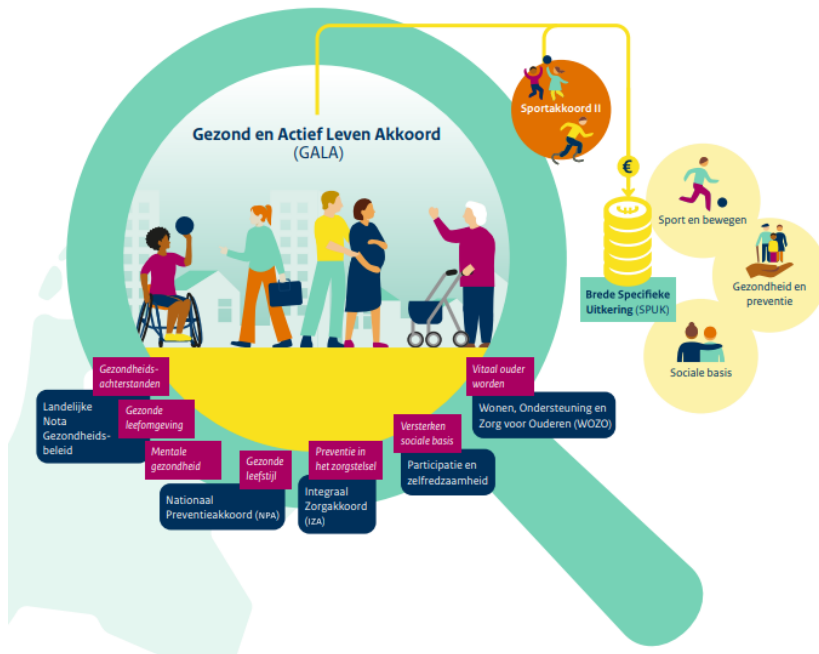 Gezond en Actief Leven Akkoord
(GALA)
Sportakkoord II
€
Sport en bewegen
Gezondheid en
preventie
Brede Specifieke
Uitkering (SPUK)
Sociale basis
Gezondheids-
achterstanden
Landelijke
Nota
Gezondheids-
beleid
Gezonde
leefomgeving
Mentale
gezondheid
Gezonde
leefstijl
Nationaal
Preventieakkoord (NPA)
Preventie in
het zorgstelsel
Integraal
Zorgakkoord
(IZA)
Versterken
sociale basis
Participatie en
zelfredzaamheid
Vitaal ouder
worden
Wonen, Ondersteuning en
Zorg voor Ouderen (WOZO)